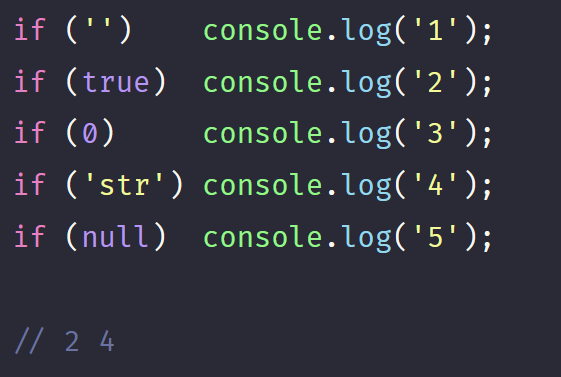 if ('')    console.log('1');
if (true)  console.log('2');
if (0)     console.log('3');
if ('str') console.log('4');
if (null)  console.log('5');
// 2 4